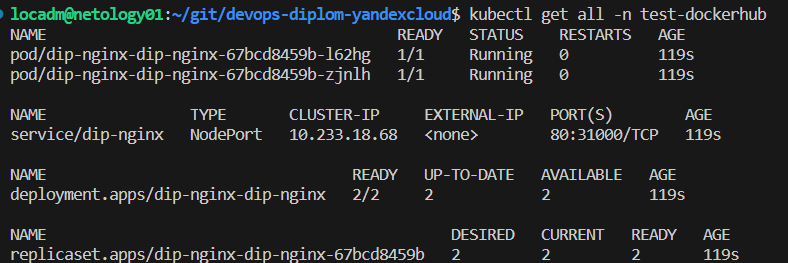 locadm@netology01:~/git/devops-diplom-yandexcloud$ kubectl get all -n test-dockerhub
NAME READY STATUS RESTARTS AGE
pod/dip-nginx-dip-nginx-67bcd8459b-l62hg 1/1 Running 0 119s
pod/dip-nginx-dip-nginx-67bcd8459b-zjnlh 1/1 Running 0 119s
NAME TYPE CLUSTER-IP EXTERNAL-IP PORT(S) AGE
service/dip-nginx NodePort 10.233.18.68 <none> 80:31000/TCP 119s
NAME READY UP-TO-DATE AVAILABLE AGE
deployment.apps/dip-nginx-dip-nginx 2/2 2 2 119s
NAME DESIRED CURRENT READY AGE
replicaset.apps/dip-nginx-dip-nginx-67bcd8459b 2 2 2 119s